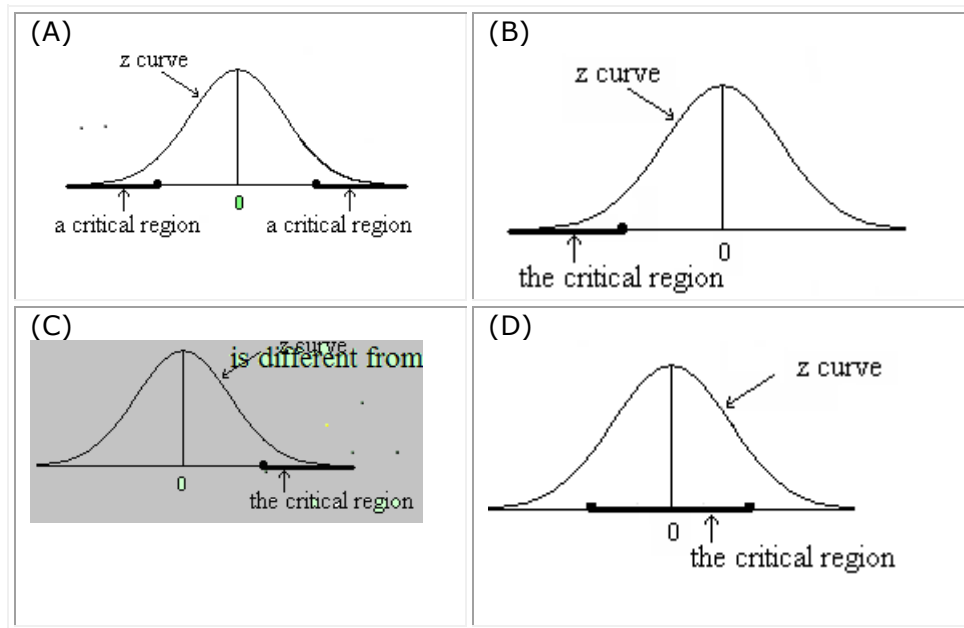 (A)
z curve
0
a critical region
a critical region
(B)
z curve
0
the critical region
(C)
is different from
z curve
0
the critical region
(D)
z curve
0
the critical region